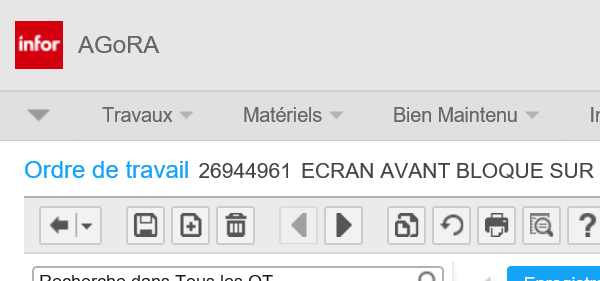 infor AGoRA
Travaux Matériels Bien Maintenu
Ordre de travail 26944961 ECRAN AVANT BLOQUE SUR
?
Recherche dans Tous les OT
Enregistre